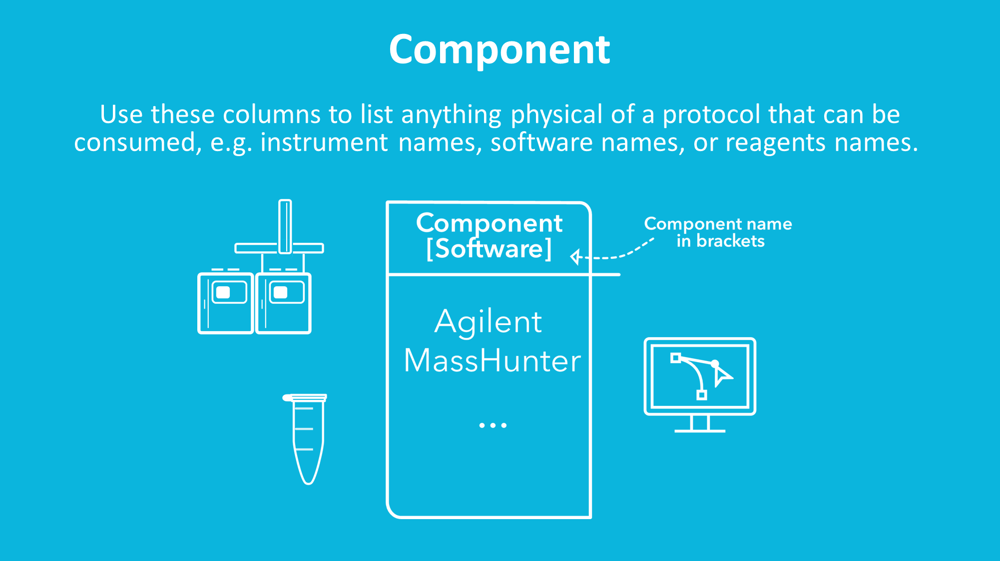 Component
Use these columns to list anything physical of a protocol that can be
consumed, e.g. instrument names, software names, or reagents names.
Component
[Software]
Component name
in brackets
Agilent
MassHunter
...